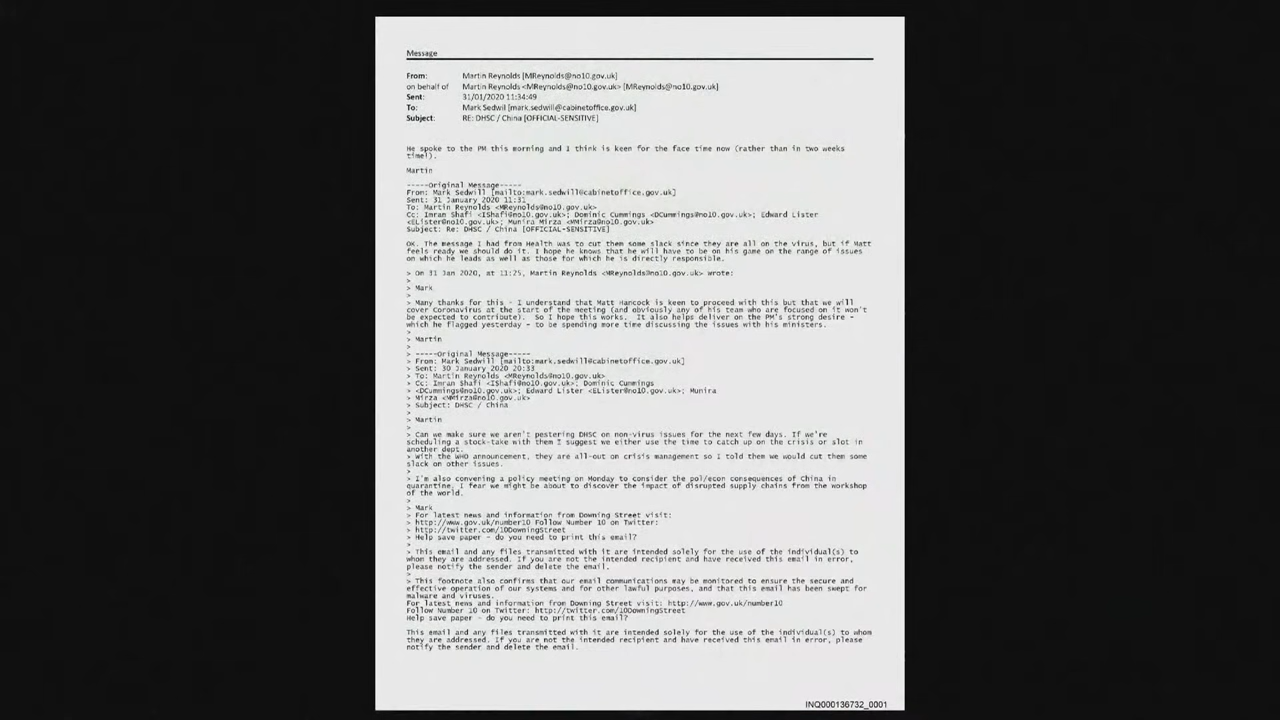 Message
From: Martin Reynolds [MReynolds@no10.gov.uk]
on behalf of Martin Reynolds <MReynolds@no10.gov.uk> [MReynolds@no10.gov.uk]
Sent: 31/01/2020 11:34:49
To: Mark Sedwil [mark.sedwill@cabinetoffice.gov.uk]
Subject: RE: DHSC / China [OFFICIAL-SENSITIVE]
He spoke to the PM this morning and I think is keen for the face time now (rather than in two weeks
time!).
Martin
-----Original Message-----
From: Mark Sedwill [mailto:mark.sedwill@cabinetoffice.gov.uk]
Sent: 31 January 2020 11:31
To: Martin Reynolds <MReynolds@no10.gov.uk>
Cc: Imran Shafi <IShafi@no10.gov.uk>; Dominic Cummings <DCummings@no10.gov.uk>; Edward Lister
<ELister@no10.gov.uk>; Munira Mirza <MMirza@no10.gov.uk>
Subject: Re: DHSC / China [OFFICIAL-SENSITIVE]
OK. The message I had from Health was to cut them some slack since they are all on the virus, but if Matt
feels ready we should do it. I hope he knows that he will have to be on his game on the range of issues
on which he leads as well as those for which he is directly responsible.
> On 31 Jan 2020, at 11:25, Martin Reynolds <MReynolds@no10.gov.uk> wrote:
>
> Mark
>
> Many thanks for this - I understand that Matt Hancock is keen to proceed with this but that we will
cover Coronavirus at the start of the meeting (and obviously any of his team who are focused on it won't
be expected to contribute).  So I hope this works.  It also helps deliver on the PM's strong desire -
which he flagged yesterday - to be spending more time discussing the issues with his ministers.
>
> Martin
>
> -----Original Message-----
> From: Mark Sedwill [mailto:mark.sedwill@cabinetoffice.gov.uk]
> Sent: 30 January 2020 20:33
> To: Martin Reynolds <MReynolds@no10.gov.uk>
> Cc: Imran Shafi <IShafi@no10.gov.uk>; Dominic Cummings
> <DCummings@no10.gov.uk>; Edward Lister <ELister@no10.gov.uk>; Munira
> Mirza <MMirza@no10.gov.uk>
> Subject: DHSC / China
>
> Martin
>
> Can we make sure we aren't pestering DHSC on non-virus issues for the next few days. If we're
scheduling a stock-take with them I suggest we either use the time to catch up on the crisis or slot in
another dept.
> With the WHO announcement, they are all-out on crisis management so I told them we would cut them some
slack on other issues.
>
> I'm also convening a policy meeting on Monday to consider the pol/econ consequences of China in
quarantine. I fear we might be about to discover the impact of disrupted supply chains from the workshop
of the world.
>
> Mark
> For latest news and information from Downing Street visit:
> http://www.gov.uk/number10 Follow Number 10 on Twitter:
> http://twitter.com/10DowningStreet
> Help save paper - do you need to print this email?
>
> This email and any files transmitted with it are intended solely for the use of the individual(s) to
whom they are addressed. If you are not the intended recipient and have received this email in error,
please notify the sender and delete the email.
>
> This footnote also confirms that our email communications may be monitored to ensure the secure and
effective operation of our systems and for other lawful purposes, and that this email has been swept for
malware and viruses.
For latest news and information from Downing Street visit: http://www.gov.uk/number10
Follow Number 10 on Twitter: http://twitter.com/10DowningStreet
Help save paper - do you need to print this email?
This email and any files transmitted with it are intended solely for the use of the individual(s) to whom
they are addressed. If you are not the intended recipient and have received this email in error, please
notify the sender and delete the email.
INQ000136732_0001